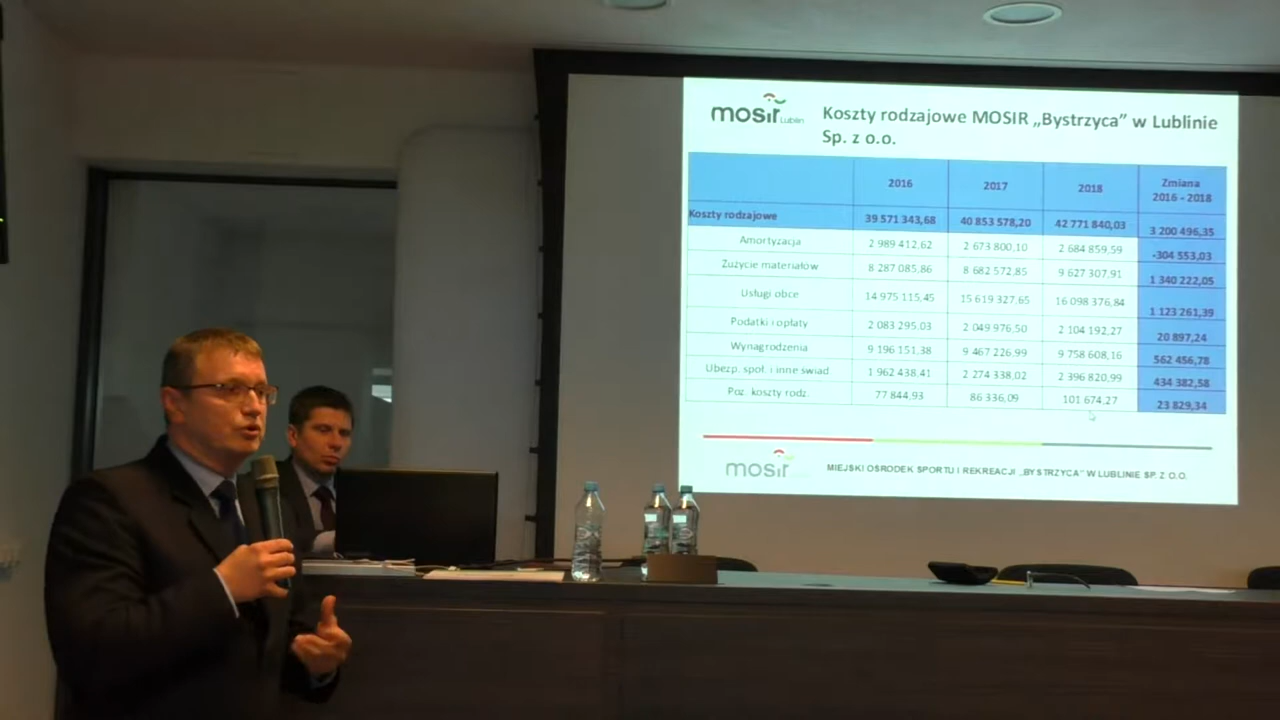 mosir Lublin
Koszty rodzajowe MOSIR „Bystrzyca” w Lublinie
Sp. z o.o.
2016 2017 2018 Zmiana 2016 - 2018
Koszty rodzajowe 39 571 343,68 40 853 578,20 42 771 840,03 3 200 496,35
Amortyzacja 2 989 412,62 2 673 800,10 2 684 859,59 -304 553,03
Zużycie materiałów 8 287 085,86 8 682 572,85 9 627 307,91 1 340 222,05
Usługi obce 14 975 115,45 15 619 327,65 16 098 376,84 1 123 261,39
Podatki i opłaty 2 083 295,03 2 049 976,50 2 104 192,27 20 897,24
Wynagrodzenia 9 196 151,38 9 467 226,99 9 758 608,16 562 456,78
Ubezp. społ. i inne świad 1 962 438,41 2 274 338,02 2 396 820,99 434 382,58
Poz. koszty rodz. 77 844,93 86 336,09 101 674,27 23 829,34
mosir MIEJSKI OŚRODEK SPORTU I REKREACJI „BYSTRZYCA” W LUBLINIE SP. Z O.O.